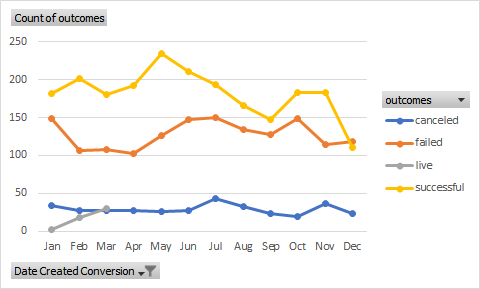 Count of outcomes
250
200
150
100
50
0
Jan Feb Mar Apr May Jun Jul Aug Sep Oct Nov Dec
outcomes
canceled
failed
live
successful
Date Created Conversion